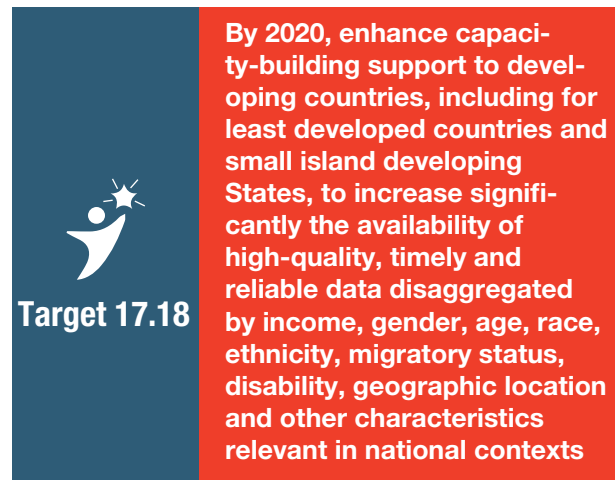 Target 17.18
By 2020, enhance capaci-
ty-building support to devel-
oping countries, including for
least developed countries and
small island developing
States, to increase signifi-
cantly the availability of
high-quality, timely and
reliable data disaggregated
by income, gender, age, race,
ethnicity, migratory status,
disability, geographic location
and other characteristics
relevant in national contexts